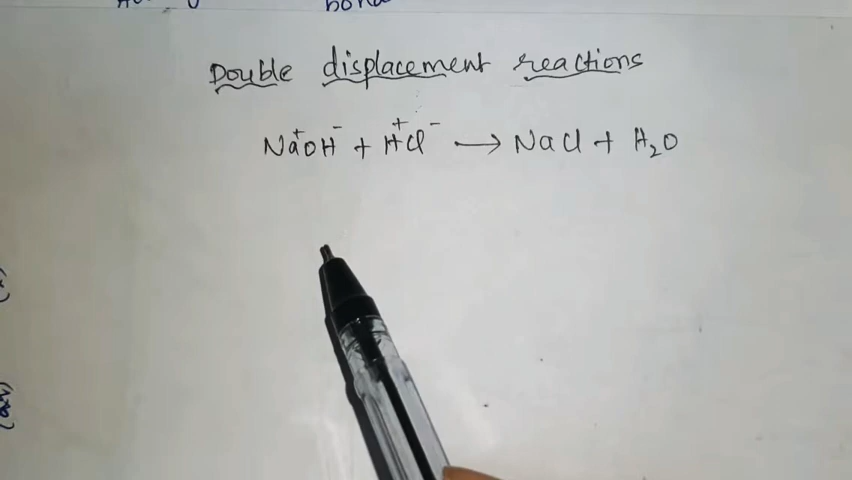 Double displacement reactions
Na⁺OH⁻ + H⁺Cl⁻ → NaCl + H₂O